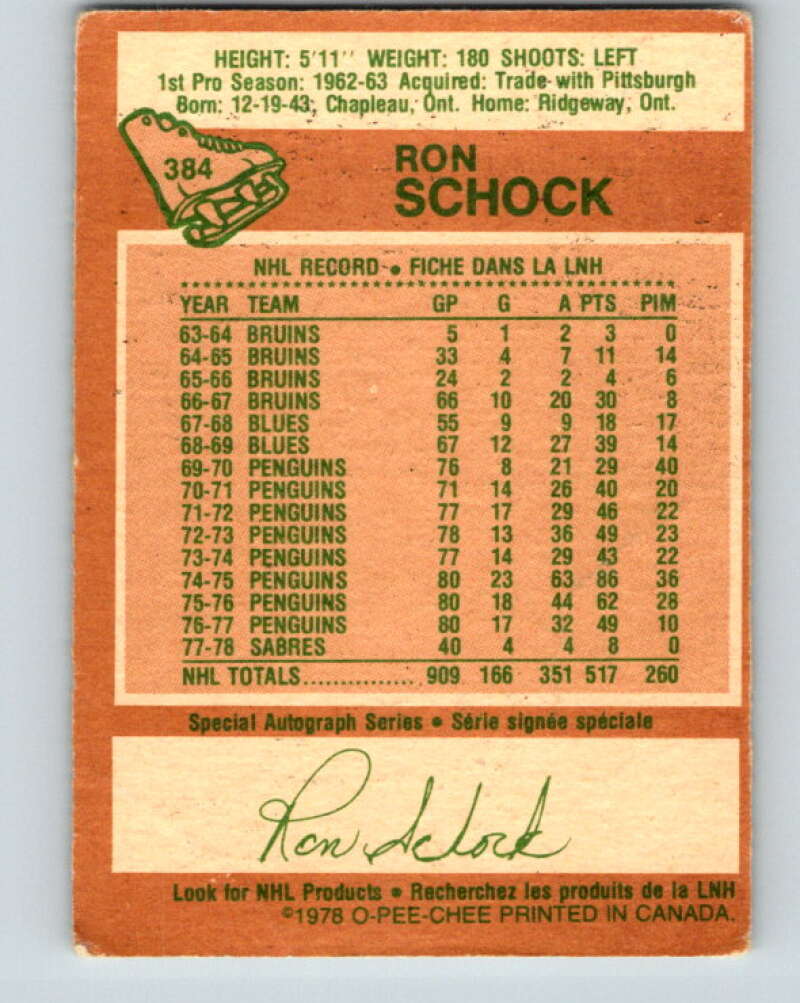 HEIGHT: 5'11'' WEIGHT: 180 SHOOTS: LEFT
1st Pro Season: 1962-63 Acquired: Trade with Pittsburgh
Born: 12-19-43, Chapleau, Ont. Home: Ridgeway, Ont.
384
RON
SCHOCK
NHL RECORD • FICHE DANS LA LNH
YEAR TEAM GP G A PTS PIM
63-64 BRUINS 5 1 2 3 0
64-65 BRUINS 33 4 7 11 14
65-66 BRUINS 24 2 2 4 6
66-67 BRUINS 66 10 20 30 8
67-68 BLUES 55 9 9 18 17
68-69 BLUES 67 12 27 39 14
69-70 PENGUINS 76 8 21 29 40
70-71 PENGUINS 71 14 26 40 20
71-72 PENGUINS 77 17 29 46 22
72-73 PENGUINS 78 13 36 49 23
73-74 PENGUINS 77 14 29 43 22
74-75 PENGUINS 80 23 63 86 36
75-76 PENGUINS 80 18 44 62 28
76-77 PENGUINS 80 17 32 49 10
77-78 SABRES 40 4 4 8 0
NHL TOTALS............... 909 166 351 517 260
Special Autograph Series • Série signée spéciale
Ron Schock
Look for NHL Products • Recherchez les produits de la LNH
©1978 O-PEE-CHEE PRINTED IN CANADA.